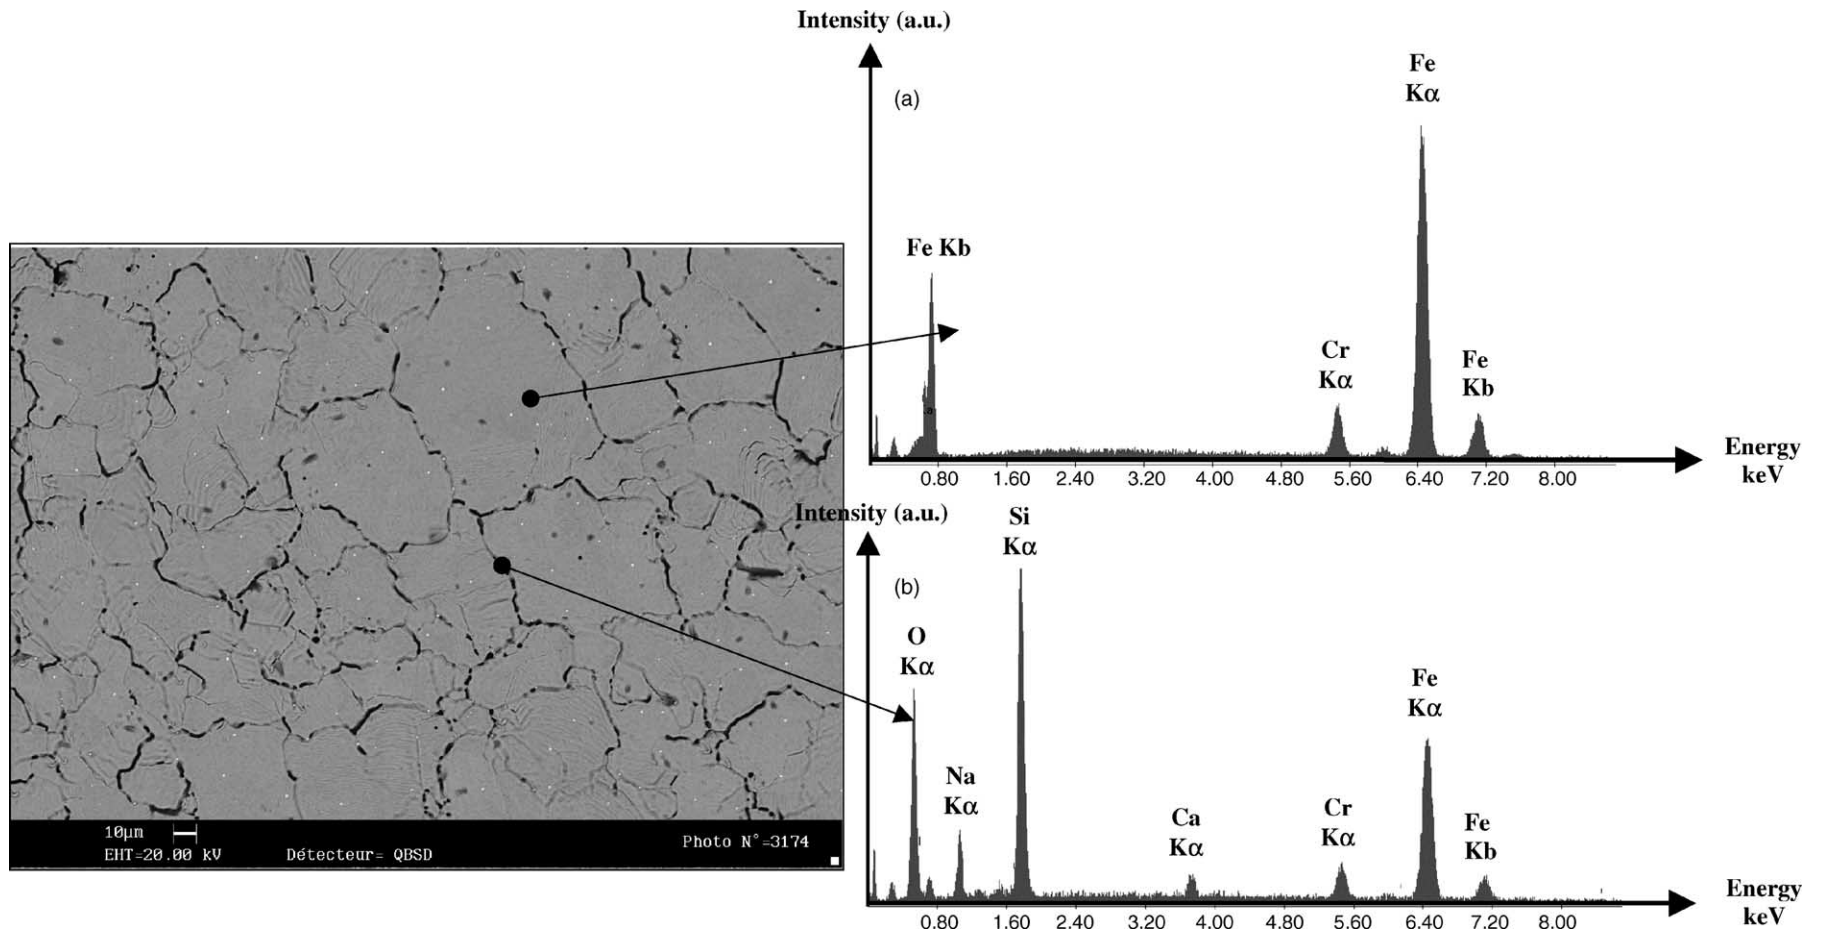 Intensity (a.u.)
(a)
Fe
Kα
Fe Kb
Cr
Kα
Fe
Kb
Energy
keV
0.80 1.60 2.40 3.20 4.00 4.80 5.60 6.40 7.20 8.00
Intensity (a.u.)
Si
Kα
(b)
O
Kα
Na
Kα
Ca
Kα
Cr
Kα
Fe
Kα
Fe
Kb
Energy
keV
0.80 1.60 2.40 3.20 4.00 4.80 5.60 6.40 7.20 8.00
10µm
EHT=20.00 kV Détecteur= QBSD
Photo N°=3174